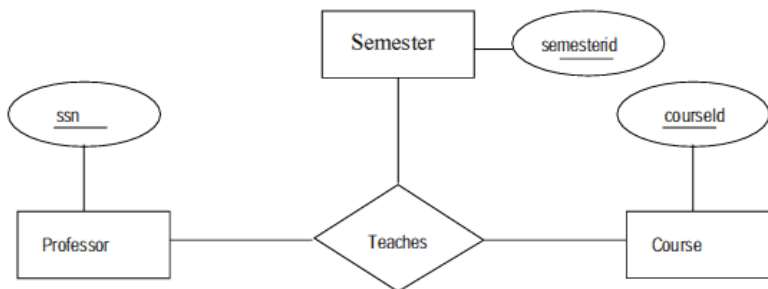 Semester
semesterid
ssn
courseId
Professor
Teaches
Course